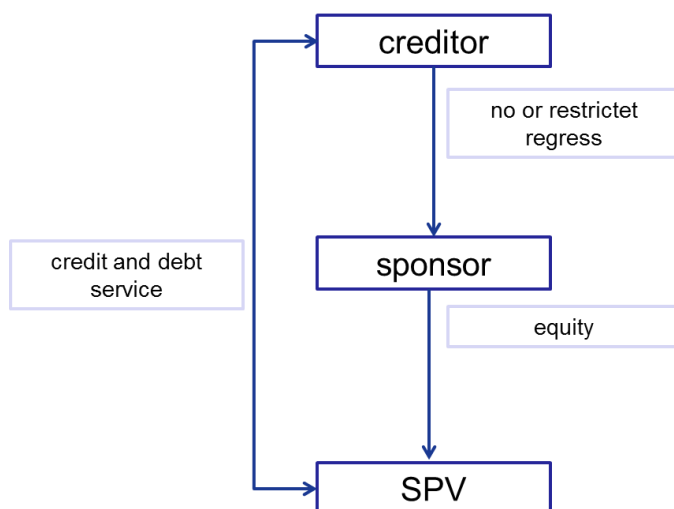 creditor
no or restrictet
regress
sponsor
credit and debt
service
equity
SPV